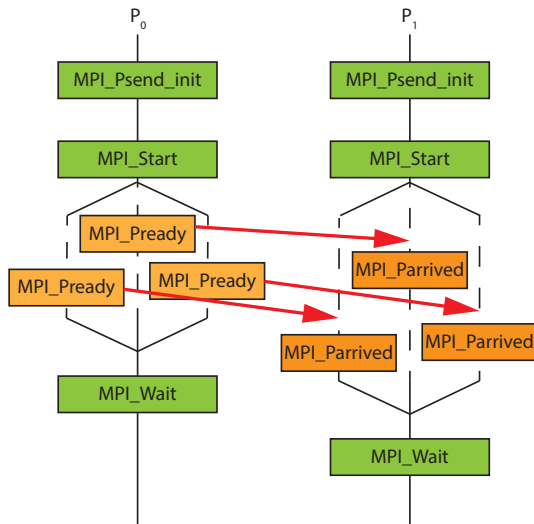 P0
P1
MPI_Psend_init
MPI_Psend_init
MPI_Start
MPI_Start
MPI_Pready
MPI_Parrived
MPI_Pready
MPI_Pready
MPI_Parrived
MPI_Parrived
MPI_Wait
MPI_Wait